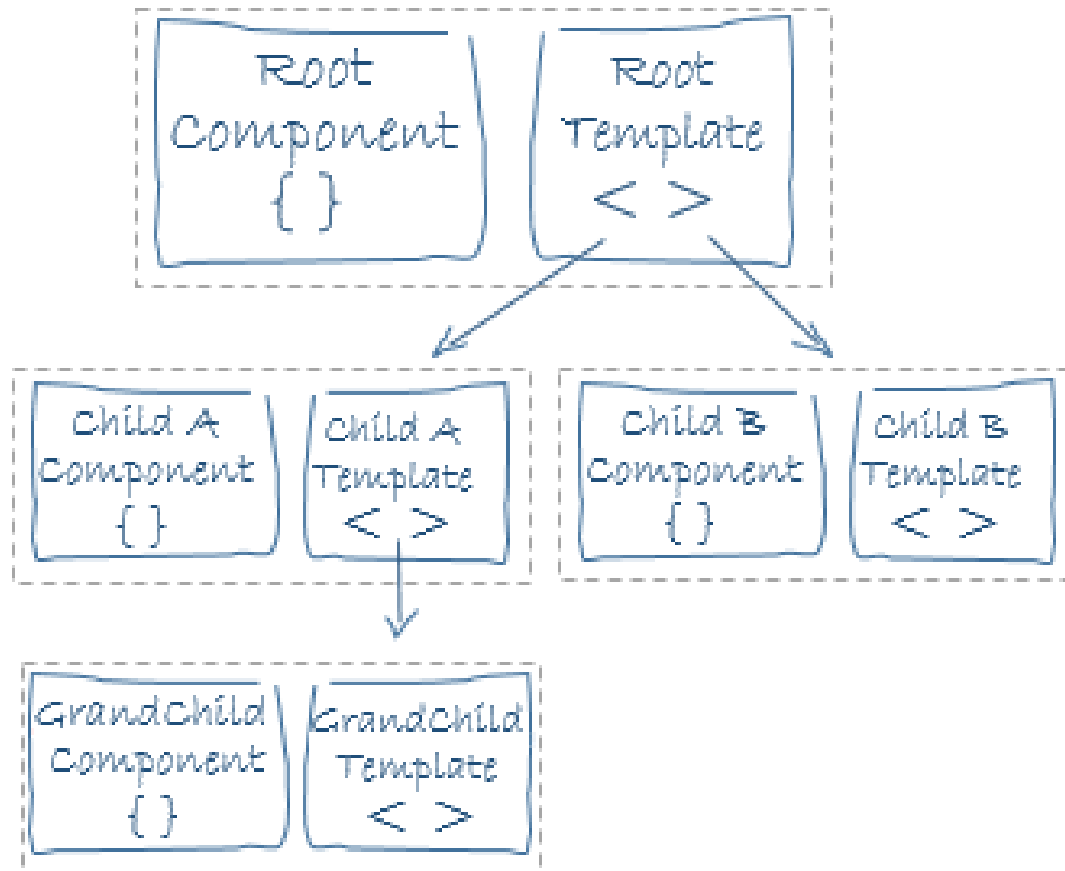 Root
Component
{ }
Root
Template
< >
Child A
Component
{ }
Child A
Template
< >
Child B
Component
{ }
Child B
Template
< >
GrandChild
Component
{ }
GrandChild
Template
< >